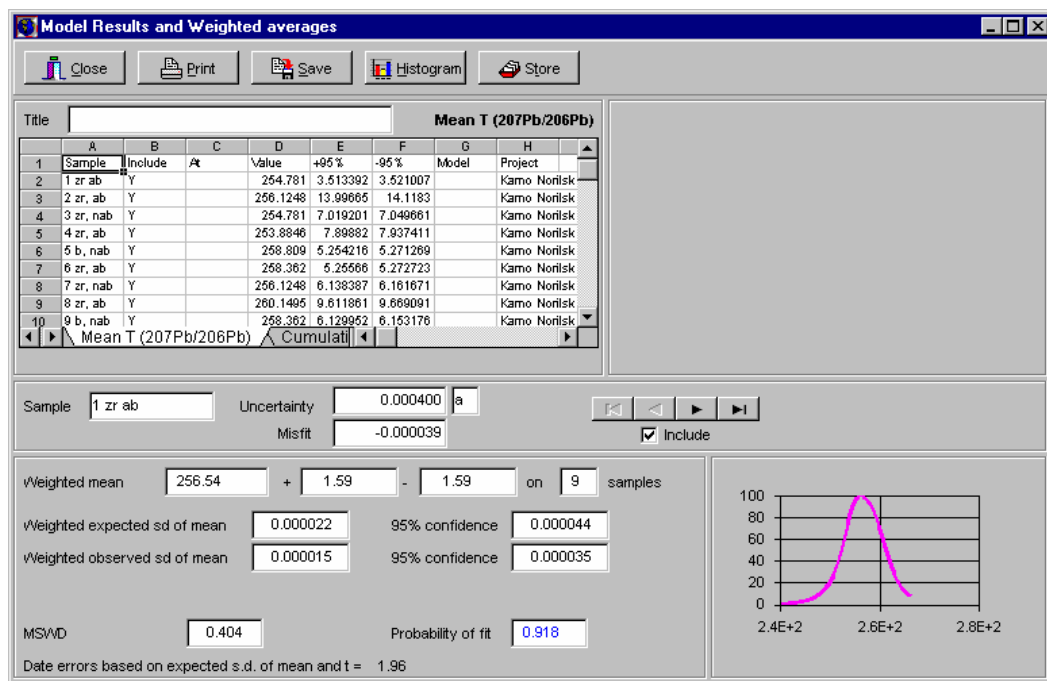 Model Results and Weighted averages
Close Print Save Histogram Store
Title Mean T (207Pb/206Pb)
A B C D E F G H
1 Sample Include At Value +95% -95% Model Project
2 1 zr ab Y 254.781 3.513392 3.521007 Kamo Norilsk
3 2 zr, ab Y 256.1248 13.99665 14.1183 Kamo Norilsk
4 3 zr, nab Y 254.781 7.019201 7.049661 Kamo Norilsk
5 4 zr, ab Y 253.8846 7.89882 7.937411 Kamo Norilsk
6 5 b, nab Y 258.809 5.254216 5.271269 Kamo Norilsk
7 6 zr, ab Y 258.362 5.25566 5.272723 Kamo Norilsk
8 7 zr, nab Y 256.1248 6.138387 6.161671 Kamo Norilsk
9 8 zr, ab Y 260.1495 9.611861 9.669091 Kamo Norilsk
10 9 b, nab Y 258.362 6.129952 6.153176 Kamo Norilsk
Mean T (207Pb/206Pb) Cumulati
Sample 1 zr ab Uncertainty 0.000400 a
Misfit -0.000039 Include
Weighted mean 256.54 + 1.59 - 1.59 on 9 samples
Weighted expected sd of mean 0.000022 95% confidence 0.000044
Weighted observed sd of mean 0.000015 95% confidence 0.000035
MSWD 0.404 Probability of fit 0.918
Date errors based on expected s.d. of mean and t = 1.96
100
80
60
40
20
0
2.4E+2 2.6E+2 2.8E+2